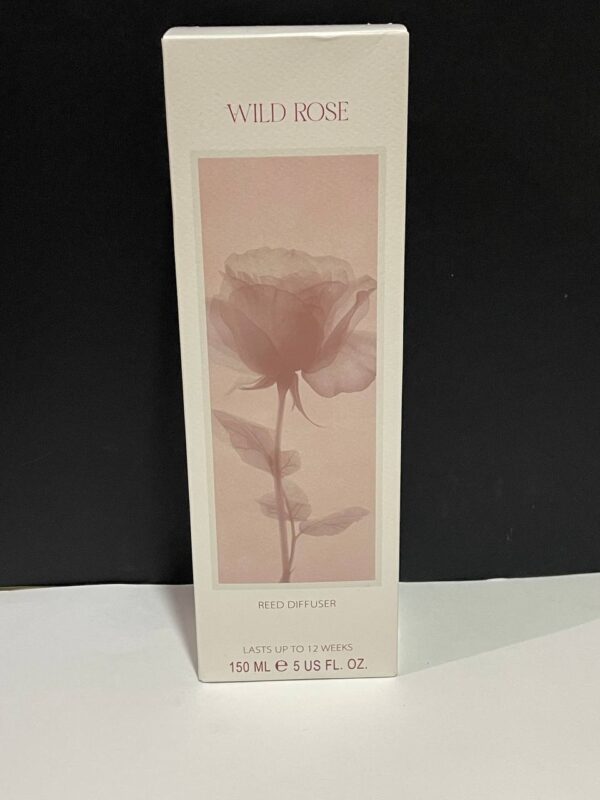 WILD ROSE
REED DIFFUSER
LASTS UP TO 12 WEEKS
150 ML ℮ 5 US FL. OZ.